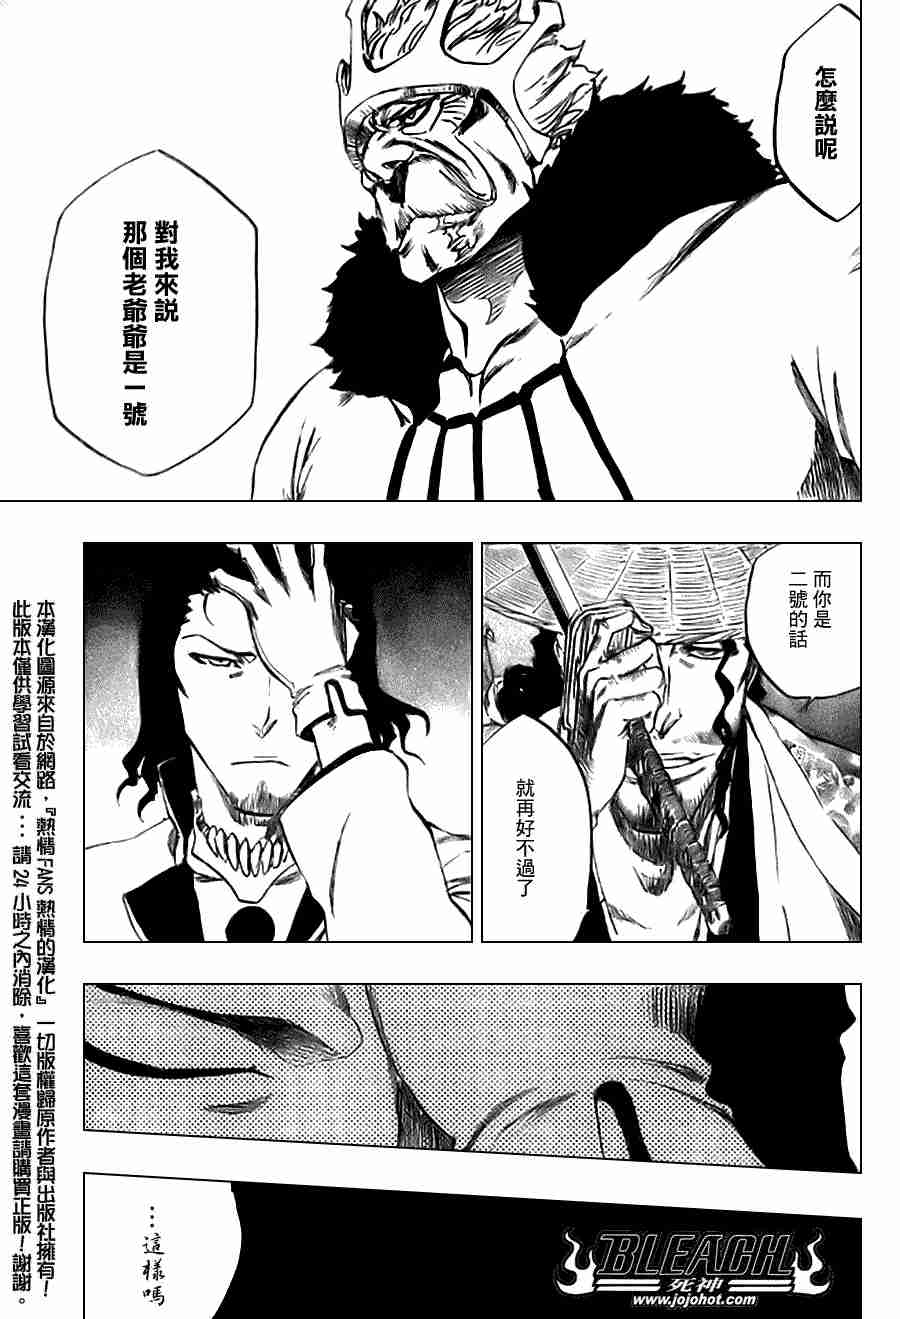 怎麼説呢
對我來説
那個老爺爺是一號
而你是
二號的話
就再好不過了
…這樣嗎
本漢化圖源來自於網路，『熱情FANS 熱情的漢化』一切版權歸原作者與出版社擁有！
此版本僅供學習試看交流… 請24小時之內消除，喜歡這套漫畫請購買正版！謝謝。
BLEACH
死神
www.jojohot.com